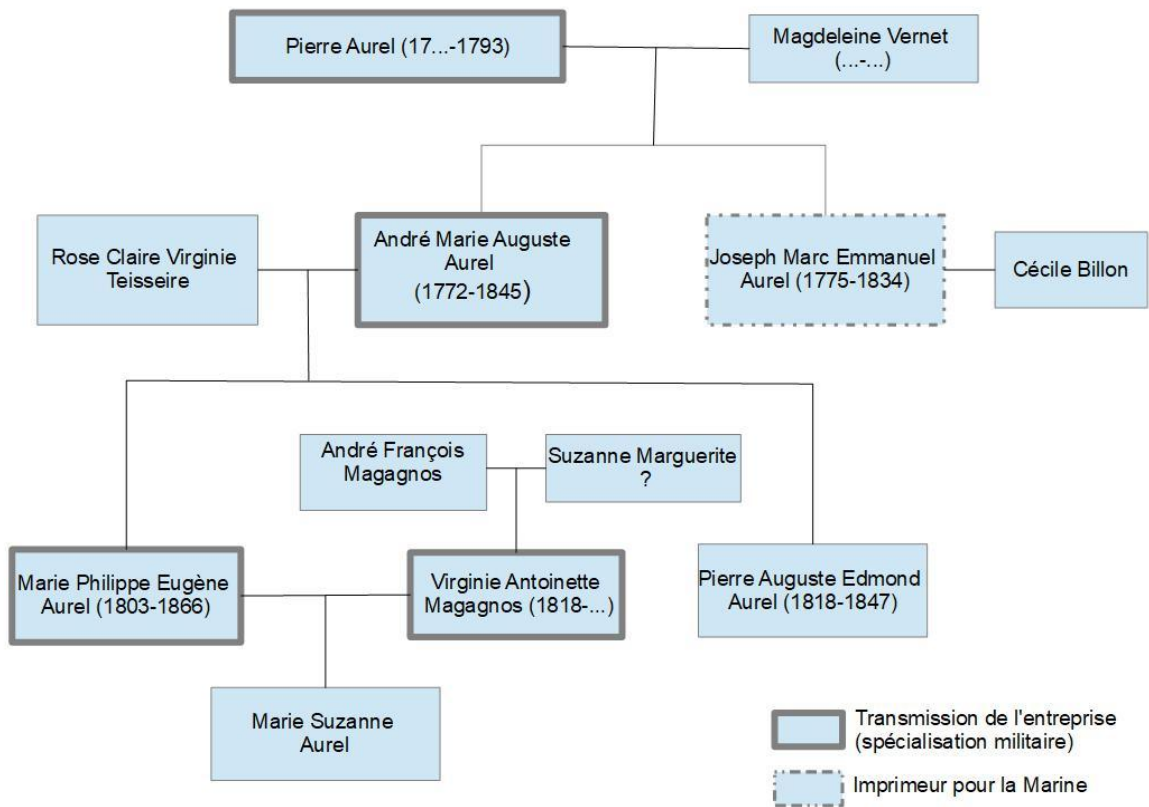 Pierre Aurel (17...-1793)
Magdeleine Vernet
(...-...)
Rose Claire Virginie
Teisseire
André Marie Auguste
Aurel
(1772-1845)
Joseph Marc Emmanuel
Aurel (1775-1834)
Cécile Billon
André François
Magagnos
Suzanne Marguerite
?
Marie Philippe Eugène
Aurel (1803-1866)
Virginie Antoinette
Magagnos (1818-...)
Pierre Auguste Edmond
Aurel (1818-1847)
Marie Suzanne
Aurel
Transmission de l'entreprise
(spécialisation militaire)
Imprimeur pour la Marine